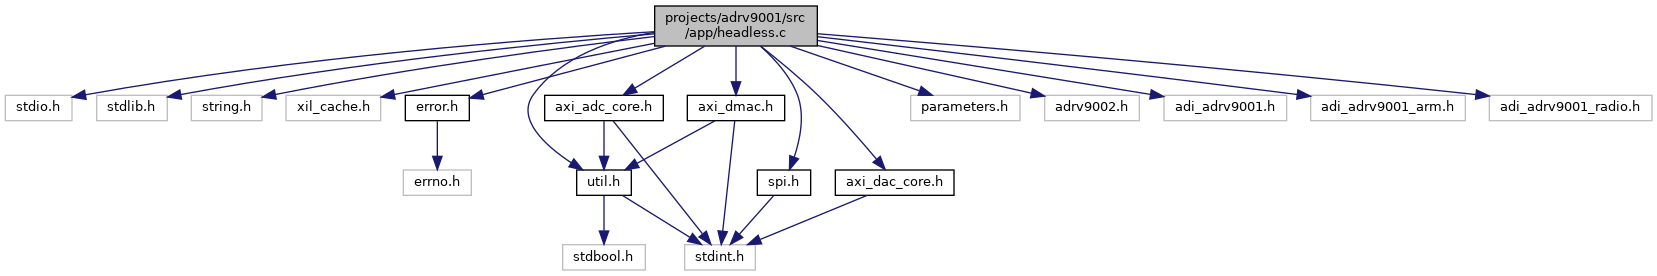 projects/adrv9001/src
/app/headless.c
stdio.h
stdlib.h
string.h
xil_cache.h
error.h
axi_adc_core.h
axi_dmac.h
parameters.h
adrv9002.h
adi_adrv9001.h
adi_adrv9001_arm.h
adi_adrv9001_radio.h
errno.h
util.h
spi.h
axi_dac_core.h
stdbool.h
stdint.h